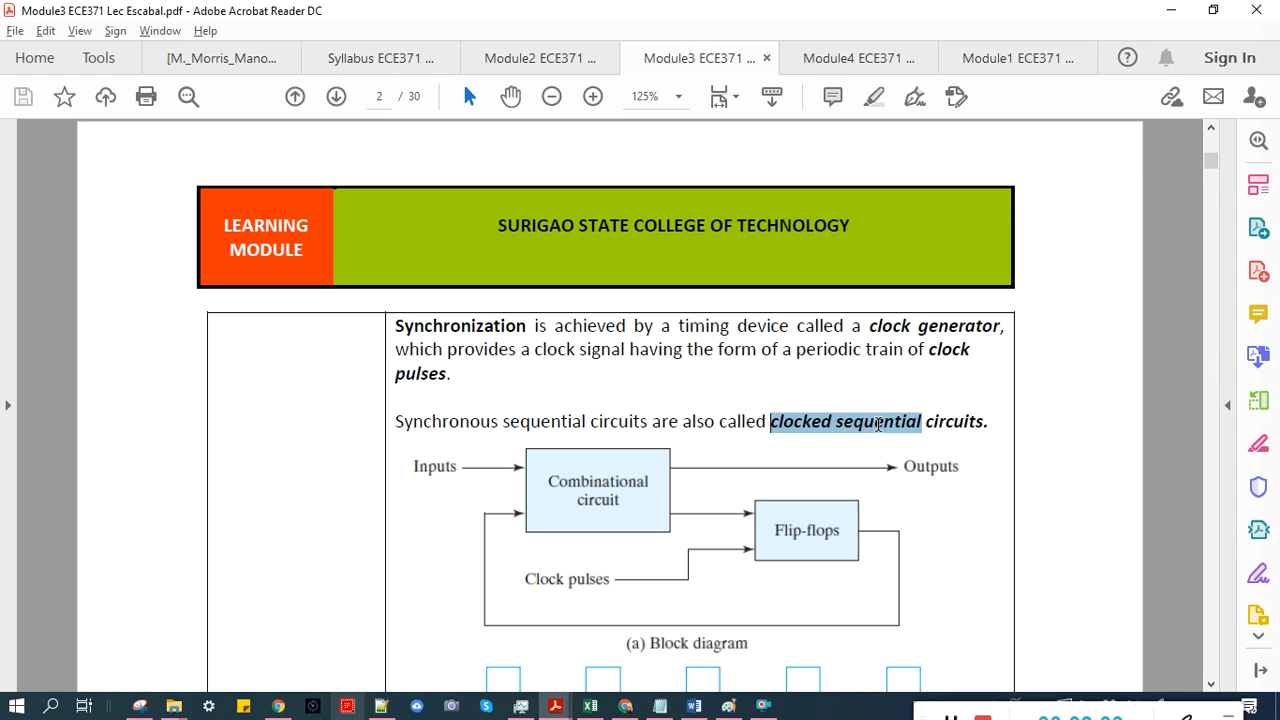 Module3 ECE371 Lec Escabal.pdf - Adobe Acrobat Reader DC
File Edit View Sign Window Help
Home Tools [M._Morris_Mano... Syllabus ECE371 ... Module2 ECE371 ... Module3 ECE371 ... Module4 ECE371 ... Module1 ECE371 ... Sign In
2 / 30 125%
LEARNING
MODULE
SURIGAO STATE COLLEGE OF TECHNOLOGY
Synchronization is achieved by a timing device called a clock generator,
which provides a clock signal having the form of a periodic train of clock
pulses.
Synchronous sequential circuits are also called clocked sequential circuits.
Inputs
Combinational
circuit
Outputs
Flip-flops
Clock pulses
(a) Block diagram